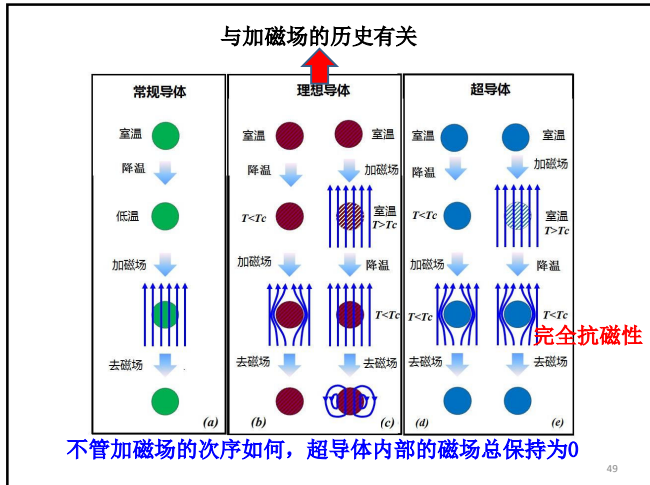 与加磁场的历史有关
常规导体
室温
降温
低温
加磁场
去磁场
(a)
理想导体
室温
室温
降温
加磁场
T<Tc
室温
T>Tc
加磁场
降温
T<Tc
去磁场
去磁场
(b)
(c)
超导体
室温
室温
降温
加磁场
T<Tc
室温
T>Tc
加磁场
降温
T<Tc
T<Tc
完全抗磁性
去磁场
去磁场
(d)
(e)
不管加磁场的次序如何，超导体内部的磁场总保持为0
49